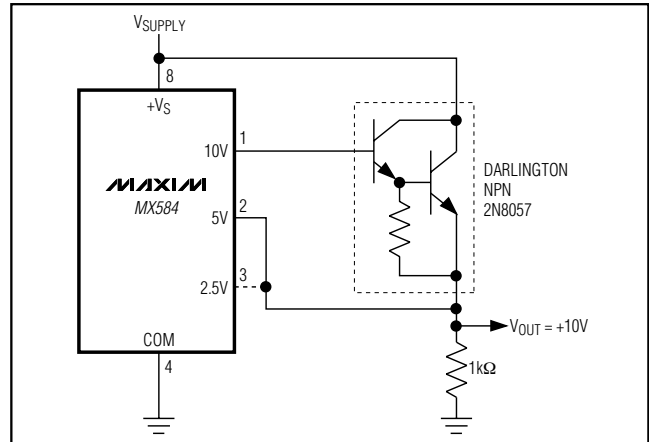 VSUPPLY
8
+VS
10V
1
MAXIM
MX584
5V
2
2.5V
3
COM
4
DARLINGTON
NPN
2N8057
VOUT = +10V
1kΩ